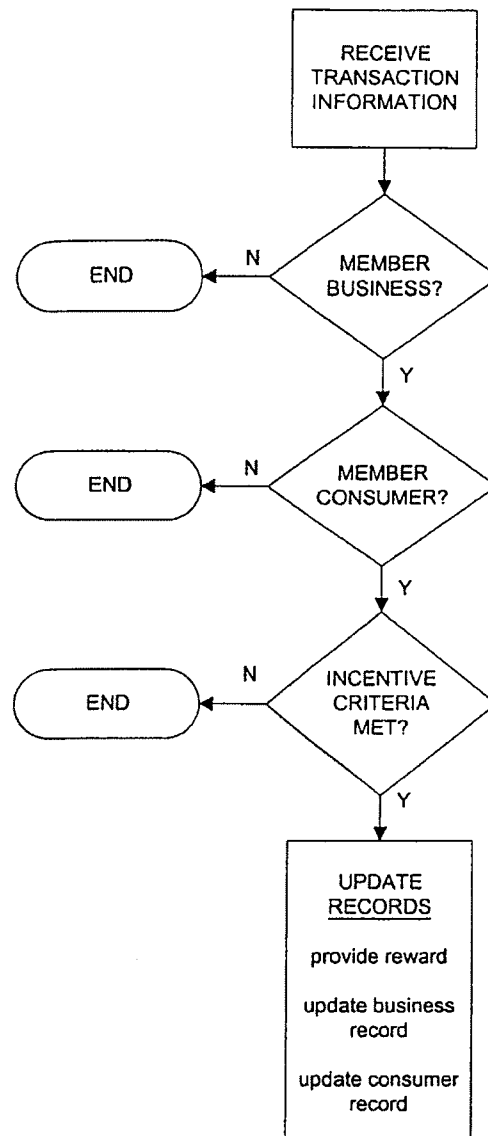 RECEIVE
TRANSACTION
INFORMATION
MEMBER
BUSINESS?
N
END
Y
MEMBER
CONSUMER?
N
END
Y
INCENTIVE
CRITERIA
MET?
N
END
Y
UPDATE
RECORDS
provide reward
update business
record
update consumer
record